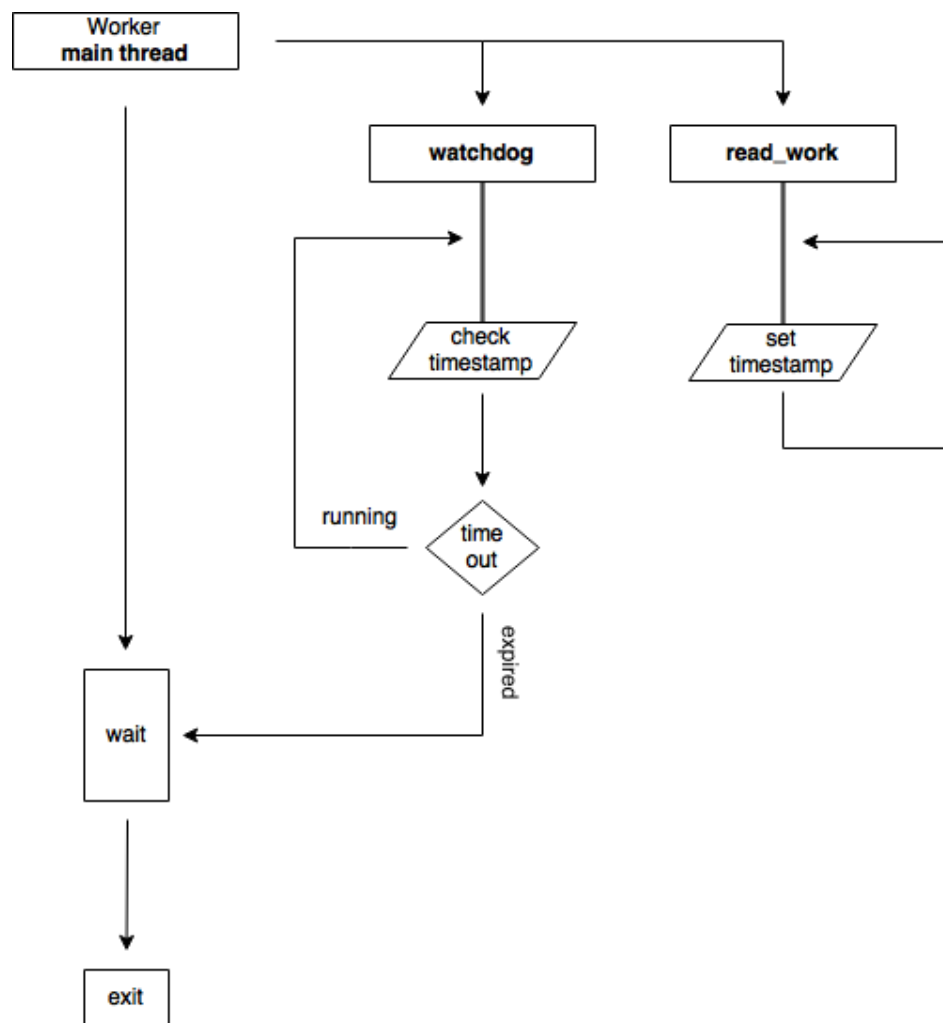 Worker
main thread
watchdog
read_work
check
timestamp
set
timestamp
running
time
out
expired
wait
exit